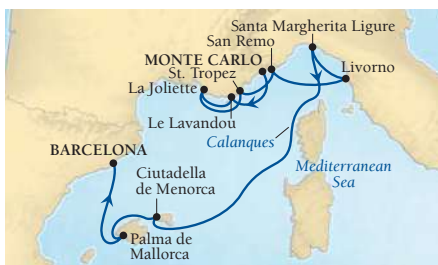 Santa Margherita Ligure
San Remo
MONTE CARLO
St. Tropez
Livorno
La Joliette
Le Lavandou
Calanques
BARCELONA
Mediterranean
Sea
Ciutadella
de Menorca
Palma de
Mallorca